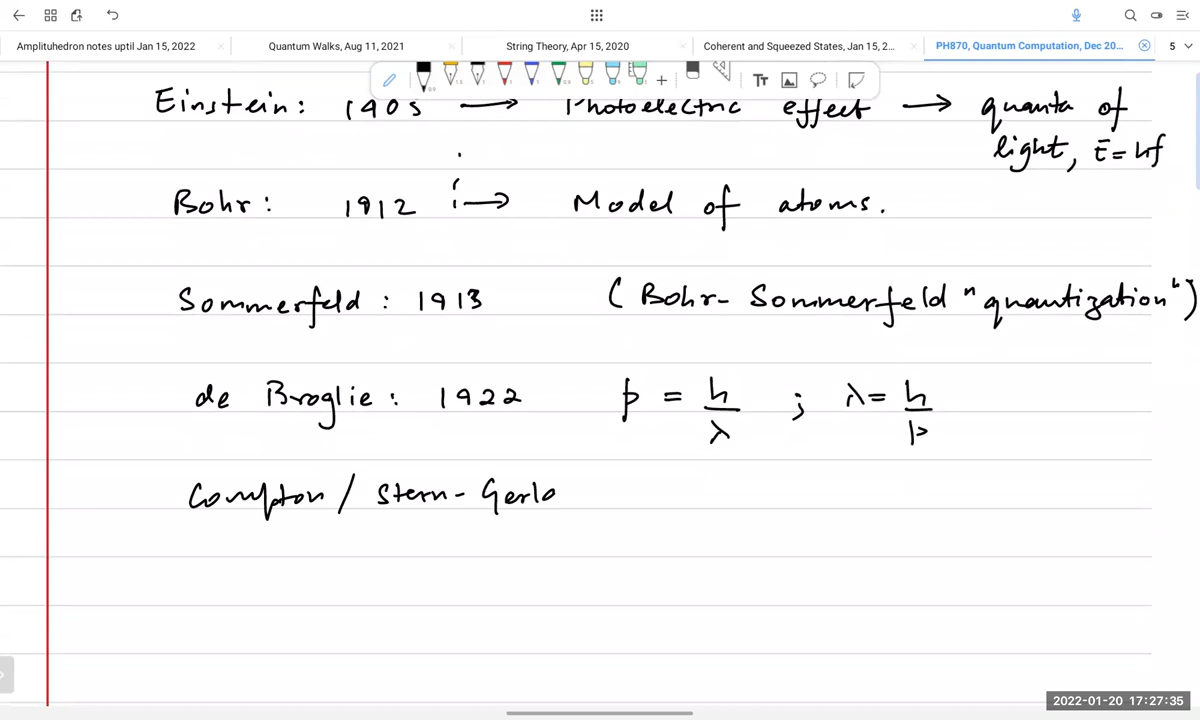 Amplituhedron notes uptil Jan 15, 2022 Quantum Walks, Aug 11, 2021 String Theory, Apr 15, 2020 Coherent and Squeezed States, Jan 15, 2... PH870, Quantum Computation, Dec 20... 5
Tт
Einstein: 1905 → Photoelectric effect → quanta of
light, E = hf
Bohr: 1912 → Model of atoms.
Sommerfeld: 1913 (Bohr-Sommerfeld "quantization")
de Broglie: 1922 p = h/λ ; λ = h/p
Compton / Stern-Gerla
2022-01-20 17:27:35